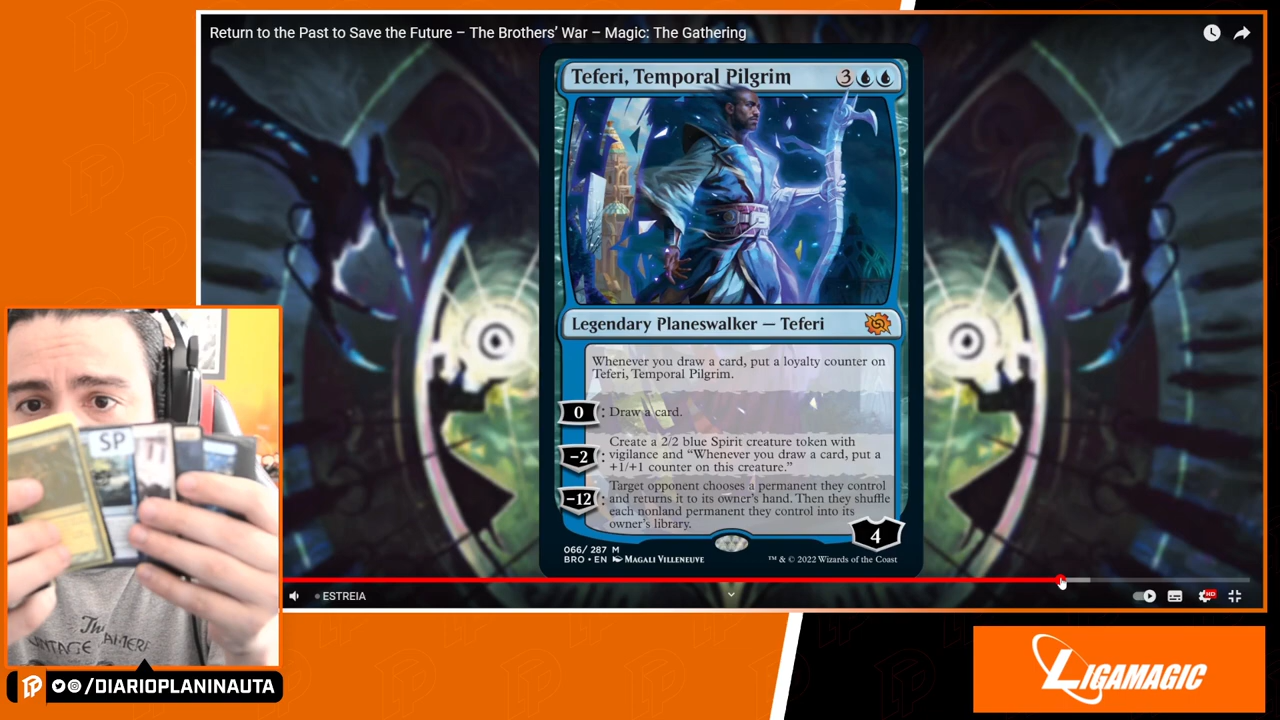 Return to the Past to Save the Future – The Brothers' War – Magic: The Gathering
Teferi, Temporal Pilgrim 3
Legendary Planeswalker — Teferi
Whenever you draw a card, put a loyalty counter on
Teferi, Temporal Pilgrim.
0 : Draw a card.
−2 : Create a 2/2 blue Spirit creature token with
vigilance and “Whenever you draw a card, put a
+1/+1 counter on this creature.”
−12 : Target opponent chooses a permanent they control
and returns it to its owner's hand. Then they shuffle
each nonland permanent they control into its
owner's library.
4
066/ 287 M
BRO • EN Magali Villeneuve
™ & © 2022 Wizards of the Coast
ESTREIA
HD
SP
The
VINTAGE
/DIARIOPLANINAUTA
LIGAMAGIC